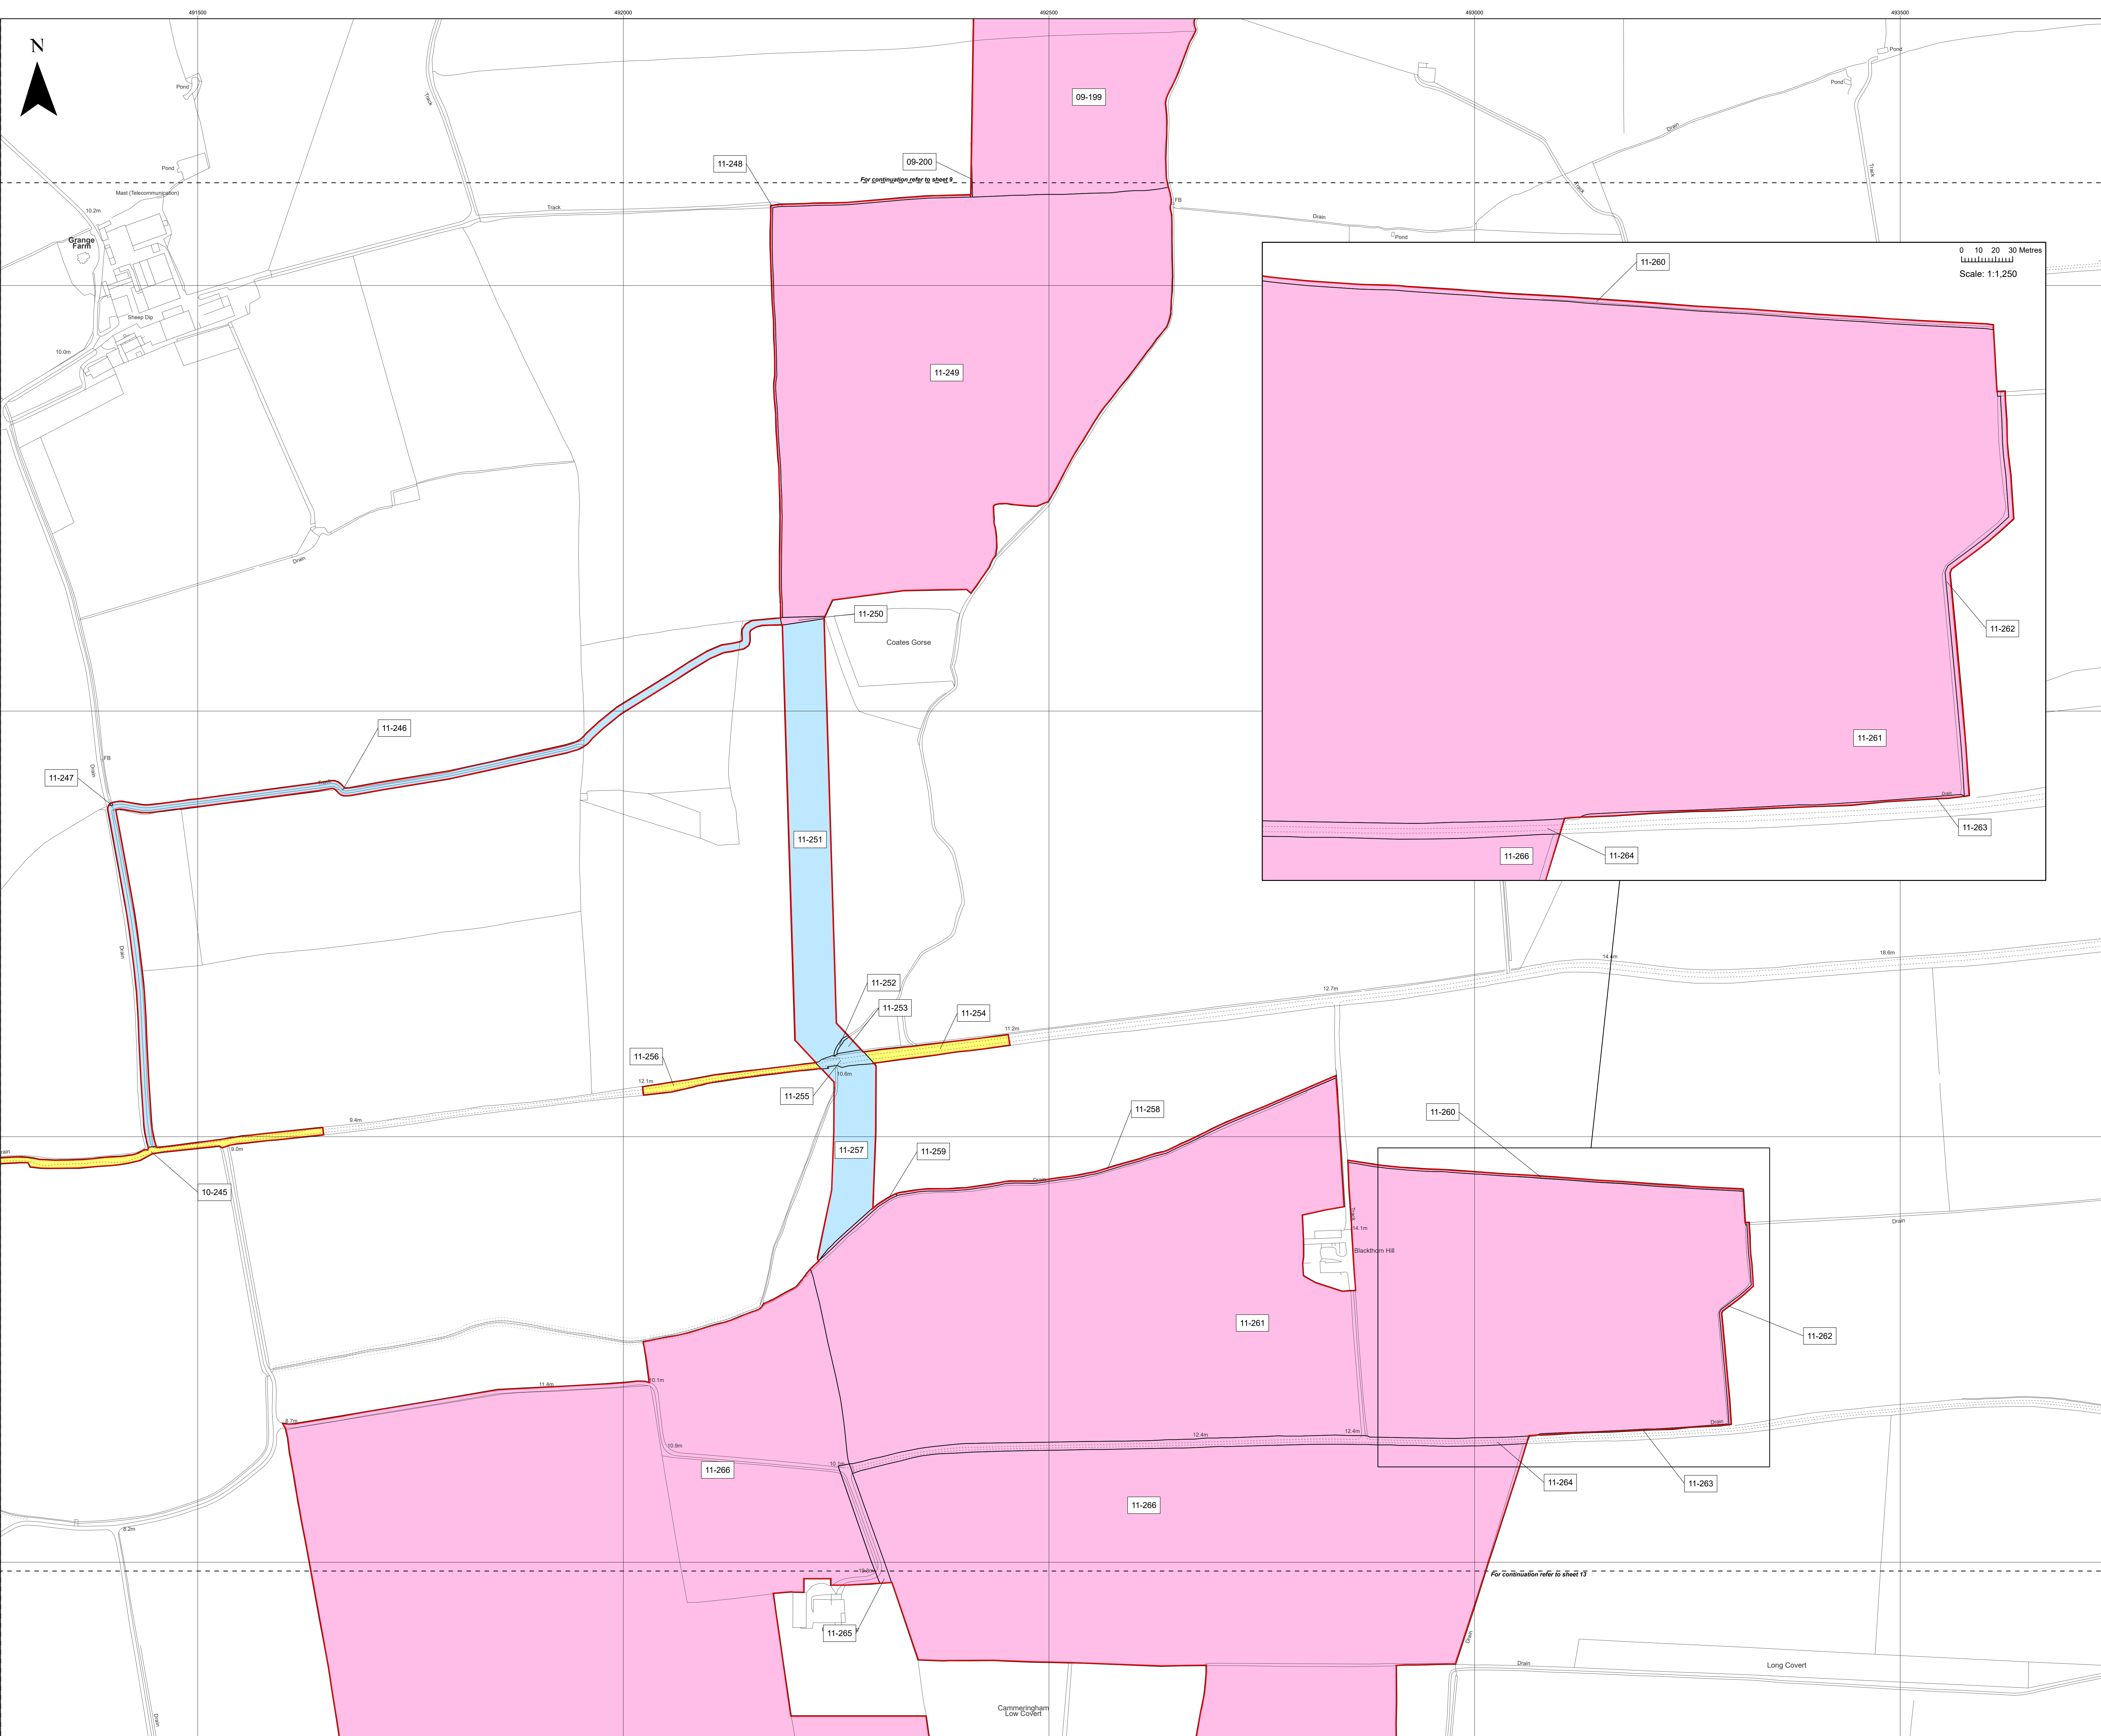 491500
492000
492500
493000
493500
N
Pond
Track
09-199
Pond
Pond
Drain
Pond
11-248
09-200
Track
Track
For continuation refer to sheet 9
Mast (Telecommunication)
10.2m
Track
FB
Drain
Pond
Grange
Farm
11-260
0 10 20 30 Metres
Scale: 1:1,250
Sheep Dip
10.0m
11-249
Drain
11-250
11-262
Coates Gorse
11-246
11-261
FB
Drain
11-247
Track
Drain
11-263
11-251
11-264
11-266
Drain
18.6m
14.4m
11-252
12.7m
11-253
11-254
11.2m
11-256
12.1m
10.6m
11-255
11-258
11-260
9.4m
9.0m
11-257
11-259
Drain
10-245
Track
14.1m
Drain
Blackthorn Hill
11-261
11-262
10.1m
11.4m
8.7m
Drain
12.4m
12.4m
10.9m
10.1m
11-266
11-264
11-263
11-266
8.2m
For continuation refer to sheet 13
11-265
Drain
Drain
Long Covert
Cammeringham
Low Covert
Drain